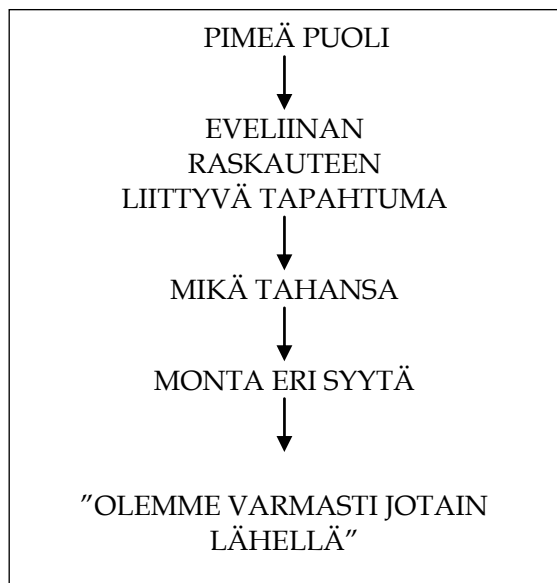 PIMEÄ PUOLI
EVELIINAN
RASKAUTEEN
LIITTYVÄ TAPAHTUMA
MIKÄ TAHANSA
MONTA ERI SYYTÄ
”OLEMME VARMASTI JOTAIN
LÄHELLÄ”